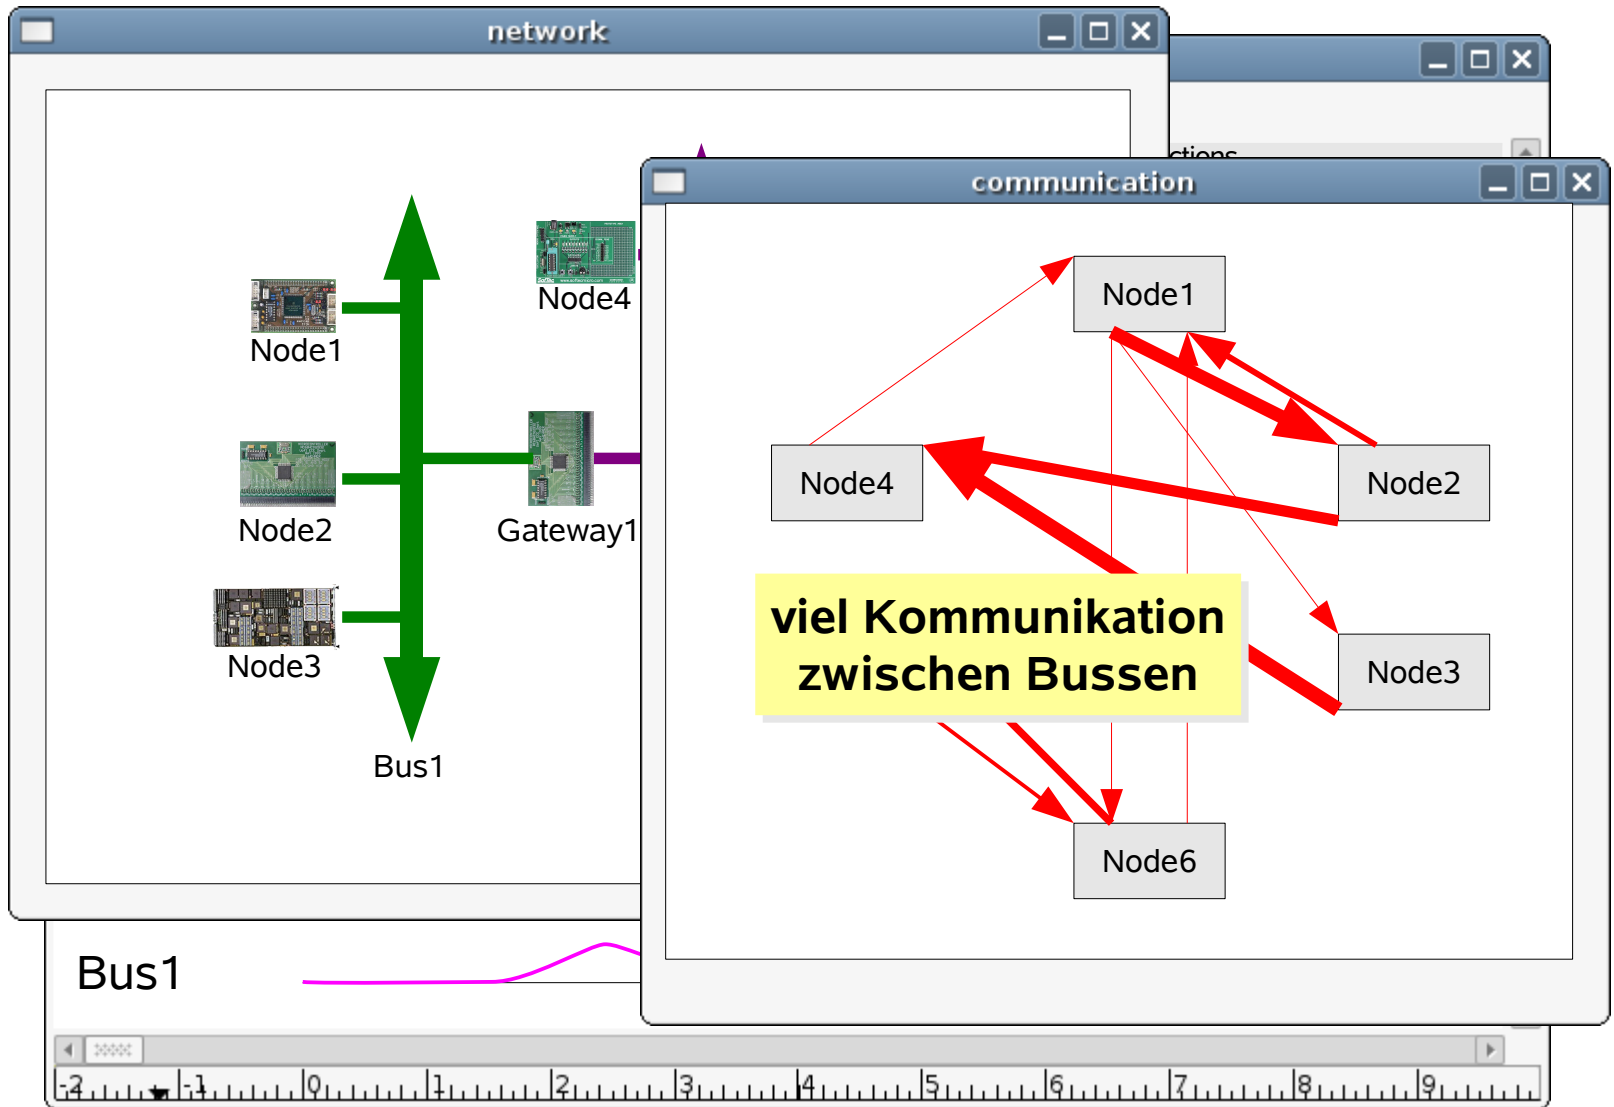 network
ctions
communication
Node1
Node4
Node1
Node2
Node4
Node2
Gateway1
viel Kommunikation
zwischen Bussen
Node3
Node3
Bus1
Node6
Bus1
-2 -1 0 1 2 3 4 5 6 7 8 9